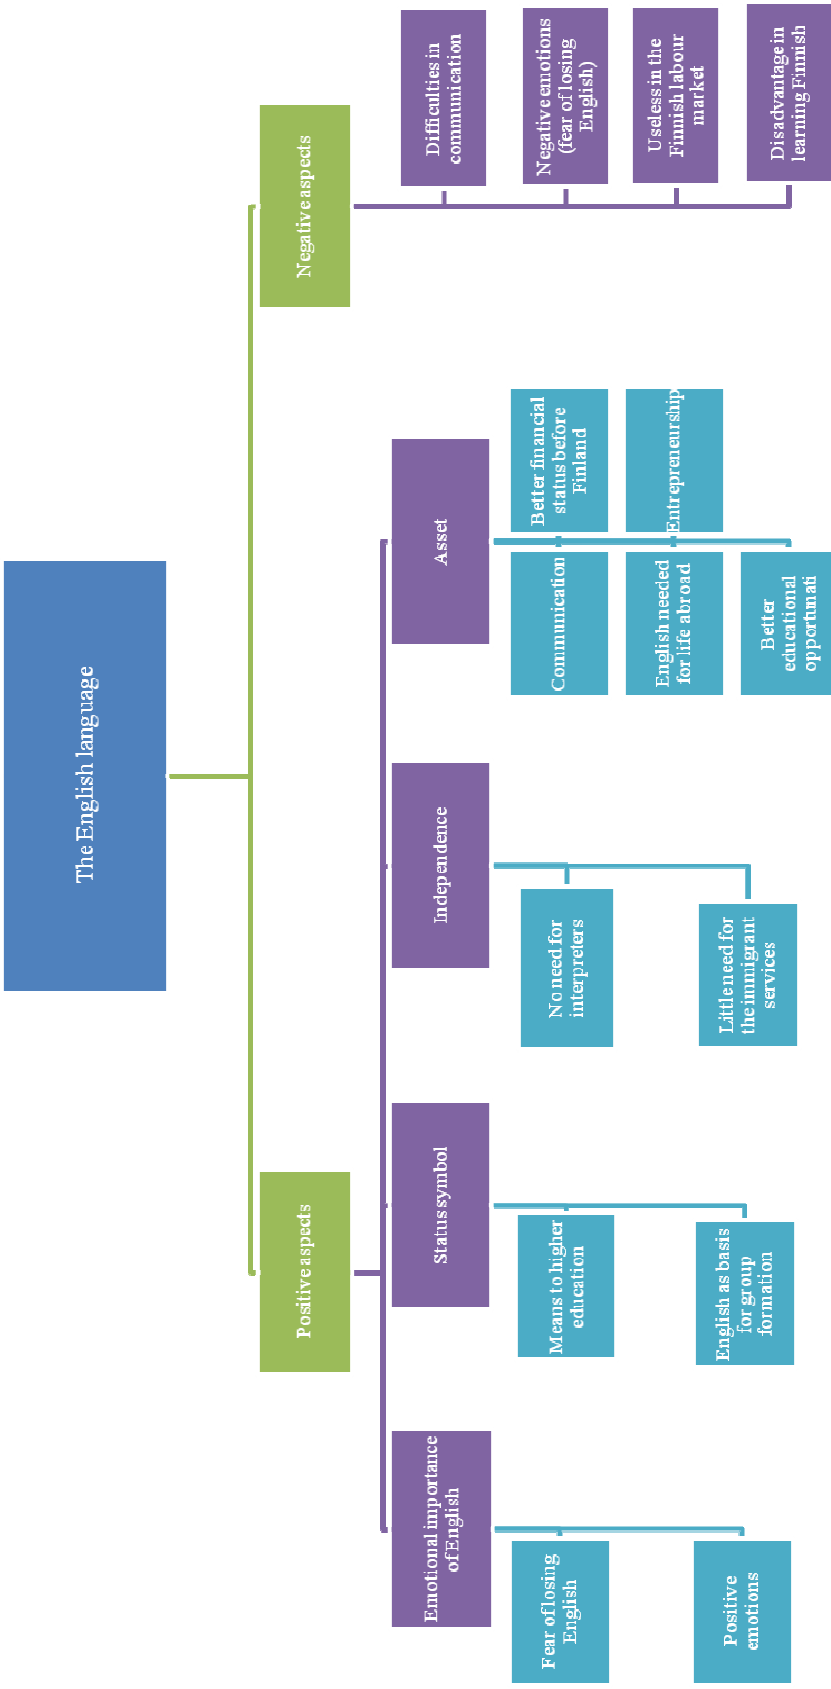 The English language
Positive aspects
Emotional importance
of English
Fear of losing
English
Positive
emotions
Status symbol
Means to higher
education
English as basis
for group
formation
Independence
No need for
interpreters
Little need for
the immigrant
services
Asset
Communication
Better financial
status before
Finland
English needed
for life abroad
Entrepreneurship
Better
educational
opportunati
Negative aspects
Difficulties in
communication
Negative emotions
(fear of losing
English)
Useless in the
Finnish labour
market
Disadvantage in
learning Finnish